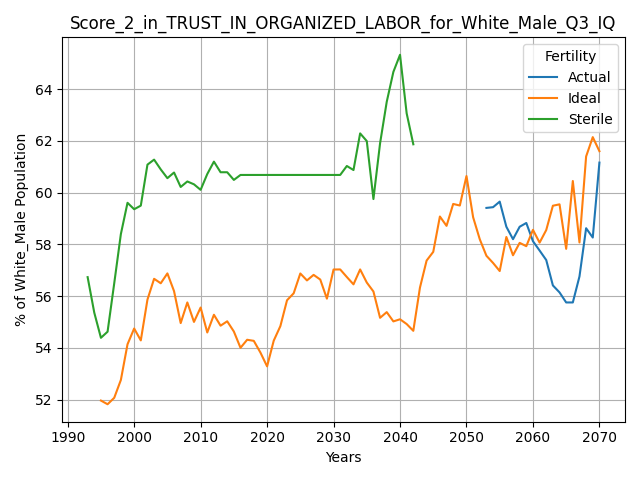 Score_2_in_TRUST_IN_ORGANIZED_LABOR_for_White_Male_Q3_IQ
Fertility
Actual
Ideal
Sterile
% of White_Male Population
64
62
60
58
56
54
52
1990 2000 2010 2020 2030 2040 2050 2060 2070
Years